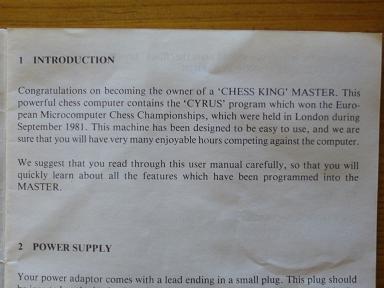 1 INTRODUCTION
Congratulations on becoming the owner of a ‘CHESS KING’ MASTER. This
powerful chess computer contains the ‘CYRUS’ program which won the Euro-
pean Microcomputer Chess Championships, which were held in London during
September 1981. This machine has been designed to be easy to use, and we are
sure that you will have very many enjoyable hours competing against the computer.
We suggest that you read through this user manual carefully, so that you will
quickly learn about all the features which have been programmed into the
MASTER.
2 POWER SUPPLY
Your power adaptor comes with a lead ending in a small plug. This plug should